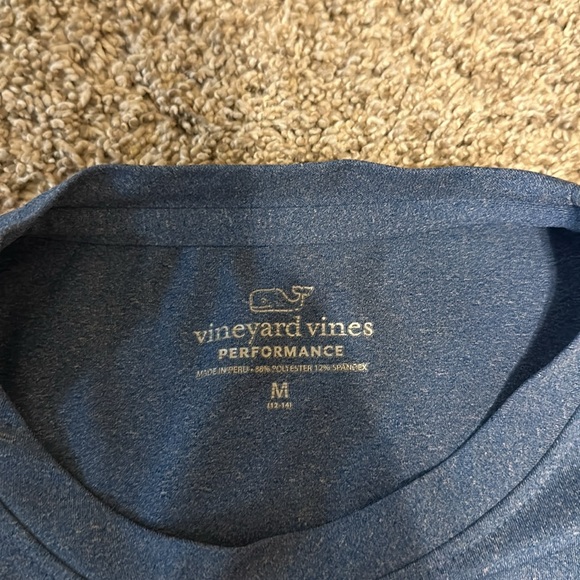 vineyard vines
PERFORMANCE
MADE IN PERU • 88% POLYESTER 12% SPANDEX
M
(12-14)